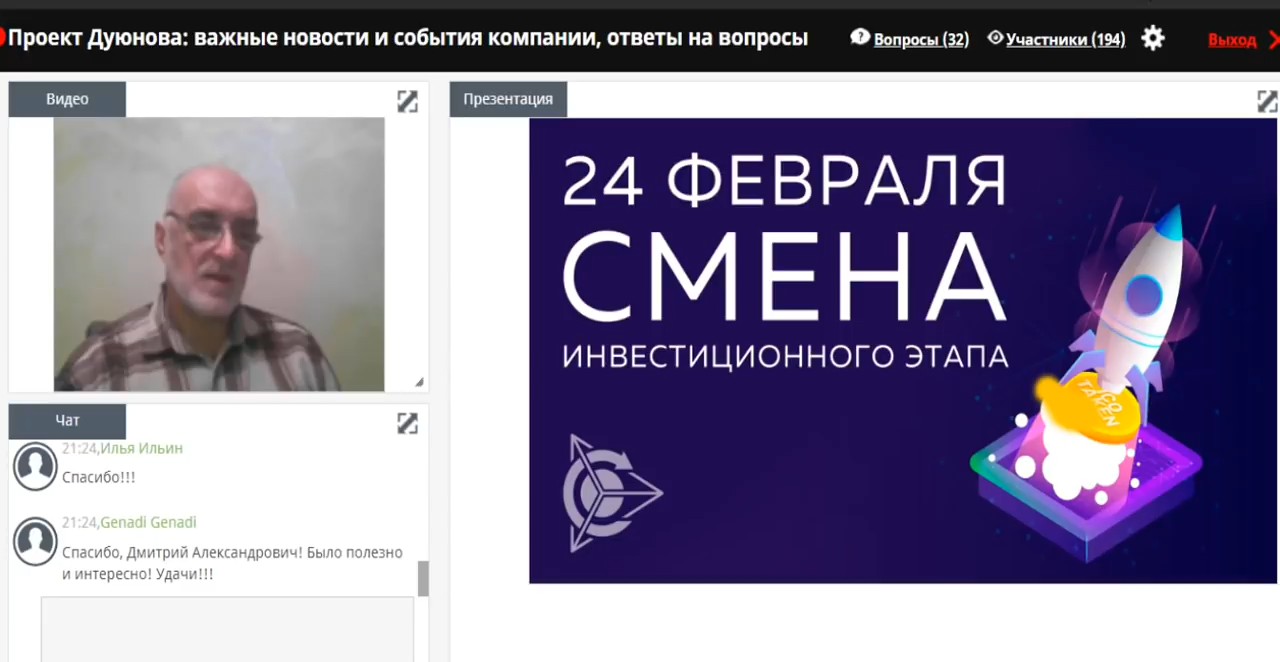 Проект Дуюнова: важные новости и события компании, ответы на вопросы
Вопросы (32)
Участники (194)
Выход
Видео
Презентация
24 ФЕВРАЛЯ
СМЕНА
ИНВЕСТИЦИОННОГО ЭТАПА
ICO
TAKEN
Чат
21:24,Илья Ильин
Спасибо!!!
21:24,Genadi Genadi
Спасибо, Дмитрий Александрович! Было полезно
и интересно! Удачи!!!